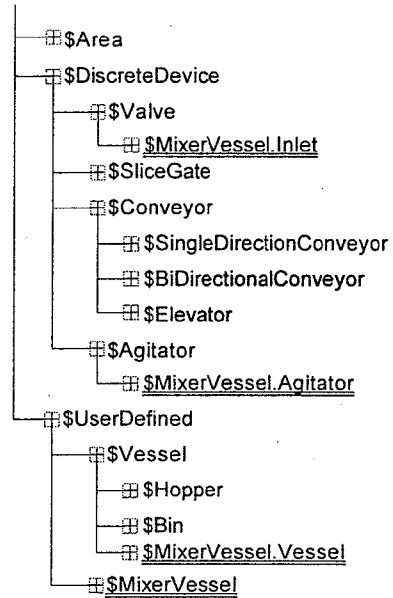 $Area
$DiscreteDevice
$Valve
$MixerVessel.Inlet
$SliceGate
$Conveyor
$SingleDirectionConveyor
$BiDirectionalConveyor
$Elevator
$Agitator
$MixerVessel.Agitator
$UserDefined
$Vessel
$Hopper
$Bin
$MixerVessel.Vessel
$MixerVessel